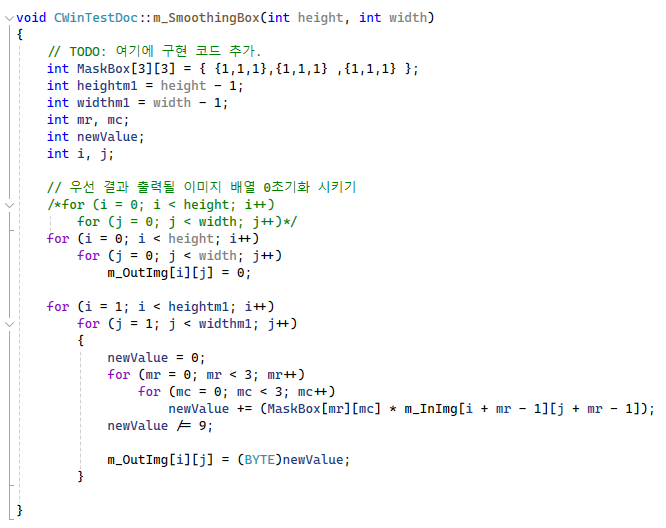 void CWinTestDoc::m_SmoothingBox(int height, int width)
{
    // TODO: 여기에 구현 코드 추가.
    int MaskBox[3][3] = { {1,1,1},{1,1,1} ,{1,1,1} };
    int heightm1 = height - 1;
    int widthm1 = width - 1;
    int mr, mc;
    int newValue;
    int i, j;

    // 우선 결과 출력될 이미지 배열 0초기화 시키기
    /*for (i = 0; i < height; i++)
        for (j = 0; j < width; j++)*/
    for (i = 0; i < height; i++)
        for (j = 0; j < width; j++)
            m_OutImg[i][j] = 0;

    for (i = 1; i < heightm1; i++)
        for (j = 1; j < widthm1; j++)
        {
            newValue = 0;
            for (mr = 0; mr < 3; mr++)
                for (mc = 0; mc < 3; mc++)
                    newValue += (MaskBox[mr][mc] * m_InImg[i + mr - 1][j + mr - 1]);
            newValue /= 9;

            m_OutImg[i][j] = (BYTE)newValue;
        }

}